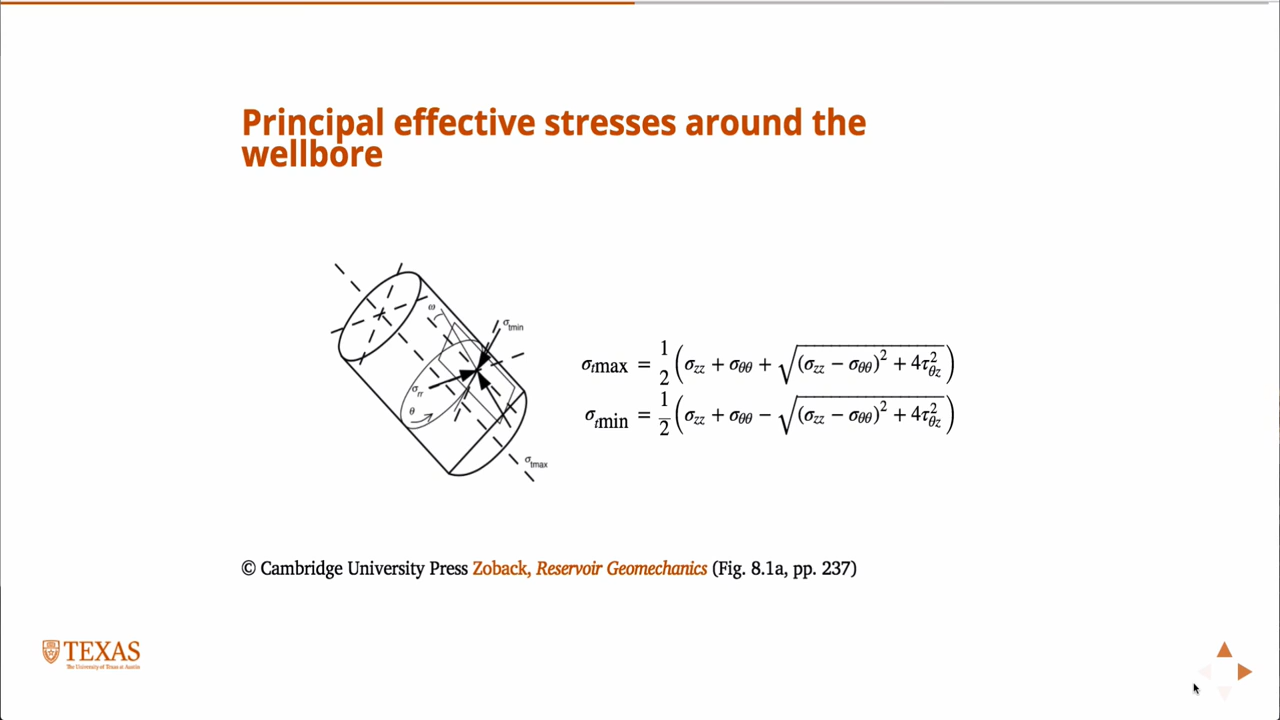 Principal effective stresses around the
wellbore
ω
σtmin
σrr
θ
σtmax
σₜmax = 1/2 (σzz + σθθ + √((σzz − σθθ)² + 4τ²θz))
σₜmin = 1/2 (σzz + σθθ − √((σzz − σθθ)² + 4τ²θz))
© Cambridge University Press Zoback, Reservoir Geomechanics (Fig. 8.1a, pp. 237)
TEXAS
The University of Texas at Austin